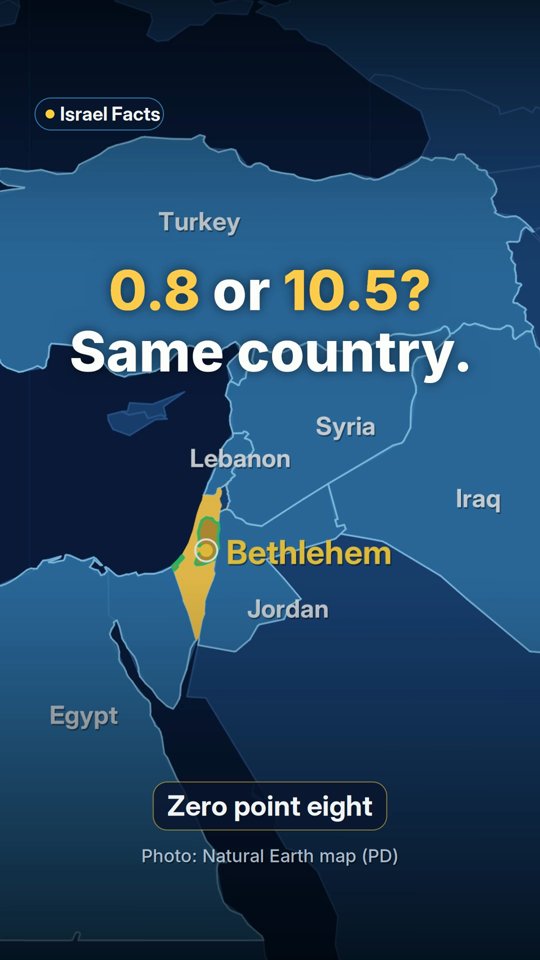 Israel Facts
Turkey
0.8 or 10.5?
Same country.
Syria
Lebanon
Iraq
Bethlehem
Jordan
Egypt
Zero point eight
Photo: Natural Earth map (PD)